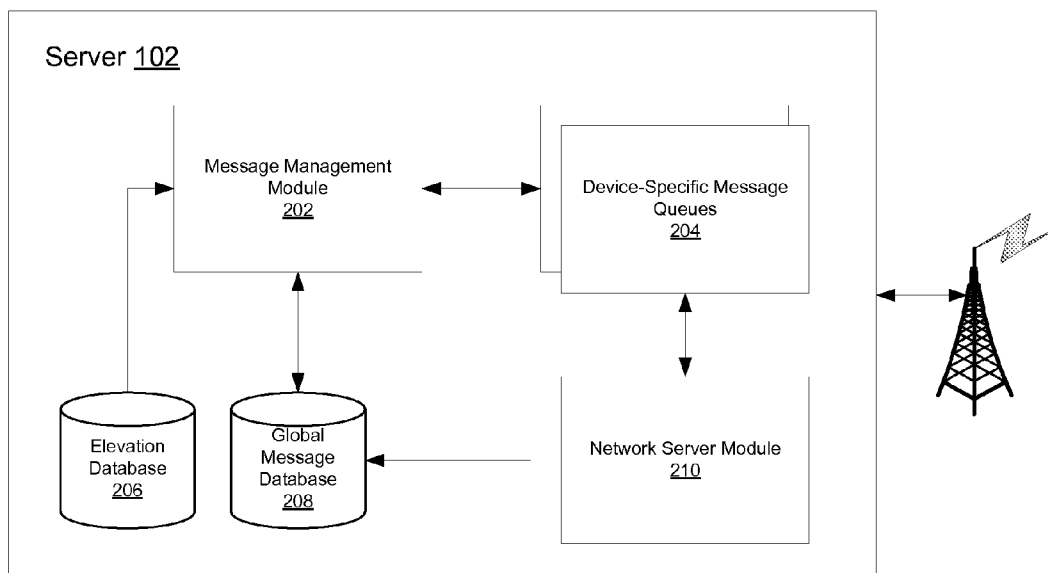 Server 102
Message Management
Module
202
Device-Specific Message
Queues
204
Elevation
Database
206
Global
Message
Database
208
Network Server Module
210